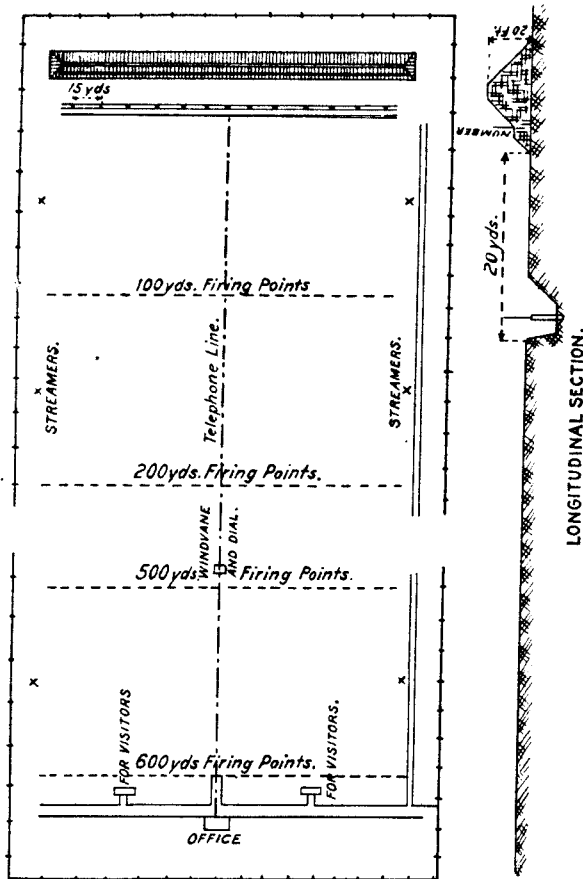 20 Ft.
15 yds
NUMBER
20 yds.
100 yds. Firing Points
STREAMERS.
Telephone Line.
STREAMERS.
200 yds. Firing Points.
WINDVANE
AND DIAL.
500 yds. Firing Points.
FOR VISITORS
FOR VISITORS.
600 yds Firing Points.
OFFICE
LONGITUDINAL SECTION.